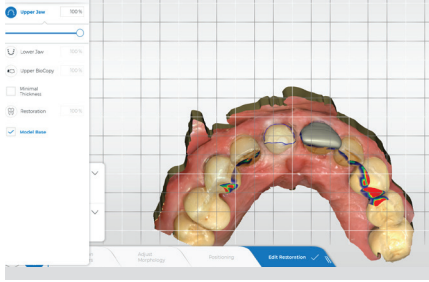 Upper Jaw 100 %
Lower Jaw 100 %
Upper BioCopy 100 %
Minimal
Thickness
Restoration 100 %
Model Base
Adjust
Morphology
Positioning
Edit Restoration